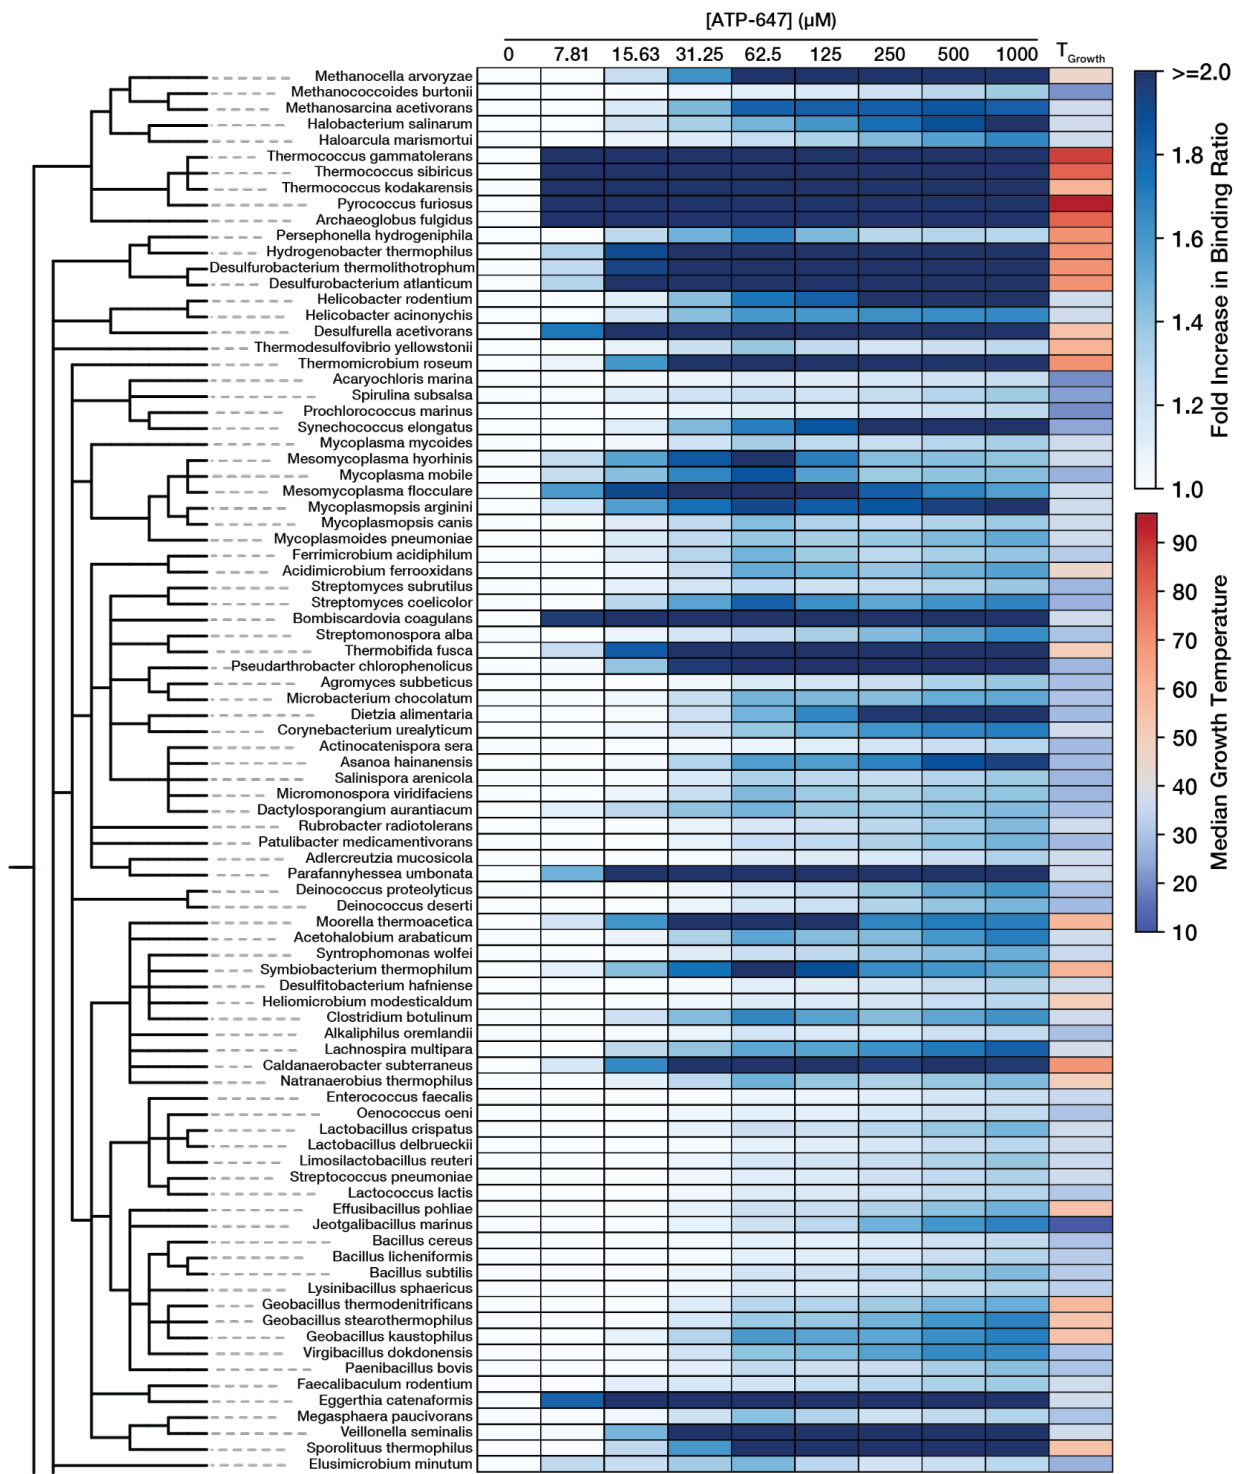 [ATP-647] (µM)
0 7.81 15.63 31.25 62.5 125 250 500 1000 T Growth
Methanocella arvoryzae
Methanococcoides burtonii
Methanosarcina acetivorans
Halobacterium salinarum
Haloarcula marismortui
Thermococcus gammatolerans
Thermococcus sibiricus
Thermococcus kodakarensis
Pyrococcus furiosus
Archaeoglobus fulgidus
Persephonella hydrogeniphila
Hydrogenobacter thermophilus
Desulfurobacterium thermolithotrophum
Desulfurobacterium atlanticum
Helicobacter rodentium
Helicobacter acinonychis
Desulfurella acetivorans
Thermodesulfovibrio yellowstonii
Thermomicrobium roseum
Acaryochloris marina
Spirulina subsalsa
Prochlorococcus marinus
Synechococcus elongatus
Mycoplasma mycoides
Mesomycoplasma hyorhinis
Mycoplasma mobile
Mesomycoplasma flocculare
Mycoplasmopsis arginini
Mycoplasmopsis canis
Mycoplasmoides pneumoniae
Ferrimicrobium acidiphilum
Acidimicrobium ferrooxidans
Streptomyces subrutilus
Streptomyces coelicolor
Bombiscardovia coagulans
Streptomonospora alba
Thermobifida fusca
Pseudarthrobacter chlorophenolicus
Agromyces subbeticus
Microbacterium chocolatum
Dietzia alimentaria
Corynebacterium urealyticum
Actinocatenispora sera
Asanoa hainanensis
Salinispora arenicola
Micromonospora viridifaciens
Dactylosporangium aurantiacum
Rubrobacter radiotolerans
Patulibacter medicamentivorans
Adlercreutzia mucosicola
Parafannyhessea umbonata
Deinococcus proteolyticus
Deinococcus deserti
Moorella thermoacetica
Acetohalobium arabaticum
Syntrophomonas wolfei
Symbiobacterium thermophilum
Desulfitobacterium hafniense
Heliomicrobium modesticaldum
Clostridium botulinum
Alkaliphilus oremlandii
Lachnospira multipara
Caldanaerobacter subterraneus
Natranaerobius thermophilus
Enterococcus faecalis
Oenococcus oeni
Lactobacillus crispatus
Lactobacillus delbrueckii
Limosilactobacillus reuteri
Streptococcus pneumoniae
Lactococcus lactis
Effusibacillus pohliae
Jeotgalibacillus marinus
Bacillus cereus
Bacillus licheniformis
Bacillus subtilis
Lysinibacillus sphaericus
Geobacillus thermodenitrificans
Geobacillus stearothermophilus
Geobacillus kaustophilus
Virgibacillus dokdonensis
Paenibacillus bovis
Faecalibaculum rodentium
Eggerthia catenaformis
Megasphaera paucivorans
Veillonella seminalis
Sporolituus thermophilus
Elusimicrobium minutum
>=2.0
1.8
1.6
1.4
1.2
1.0
Fold Increase in Binding Ratio
90
80
70
60
50
40
30
20
10
Median Growth Temperature